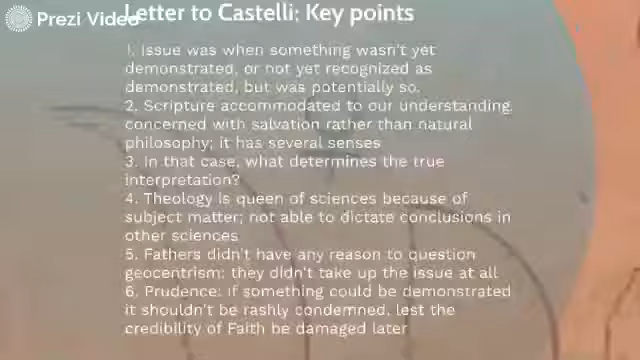 Prezi Video
Letter to Castelli: Key points
1. Issue was when something wasn't yet
demonstrated, or not yet recognized as
demonstrated, but was potentially so.
2. Scripture accommodated to our understanding,
concerned with salvation rather than natural
philosophy; it has several senses
3. In that case, what determines the true
interpretation?
4. Theology is queen of sciences because of
subject matter; not able to dictate conclusions in
other sciences
5. Fathers didn't have any reason to question
geocentrism: they didn't take up the issue at all
6. Prudence: if something could be demonstrated
it shouldn't be rashly condemned, lest the
credibility of Faith be damaged later